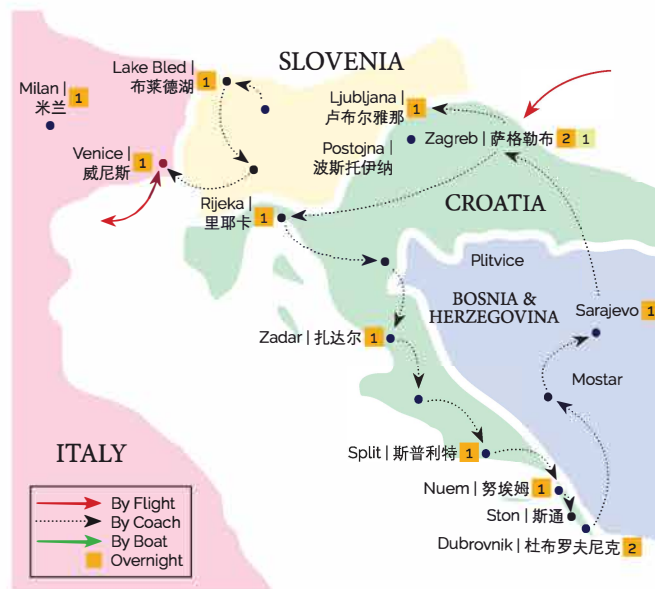 SLOVENIA
Lake Bled |
布莱德湖 1
Milan | 1
米兰
Ljubljana | 1
卢布尔雅那
Zagreb | 萨格勒布 2 1
Postojna |
波斯托伊纳
Venice | 1
威尼斯
Rijeka | 1
里耶卡
CROATIA
Plitvice
BOSNIA &
HERZEGOVINA
Sarajevo 1
Zadar | 扎达尔 1
Mostar
ITALY
Split | 斯普利特 1
Nuem | 努埃姆 1
Ston | 斯通
Dubrovnik | 杜布罗夫尼克 2
By Flight
By Coach
By Boat
Overnight